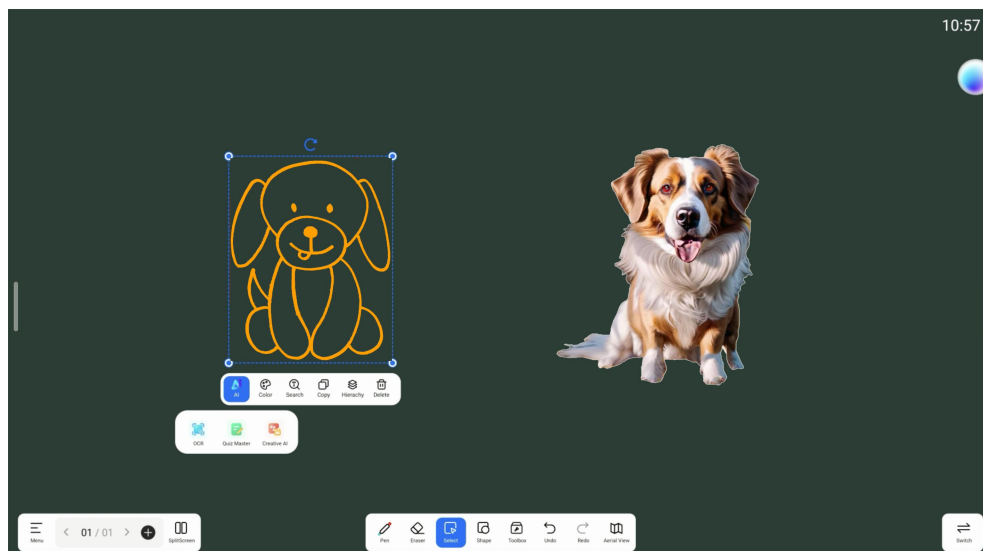 10:57
AI Color Search Copy Hierachy Delete
OCR Quiz Master Creative AI
Menu 01 / 01 SplitScreen Pen Eraser Select Shape Toolbox Undo Redo Aerial View Switch